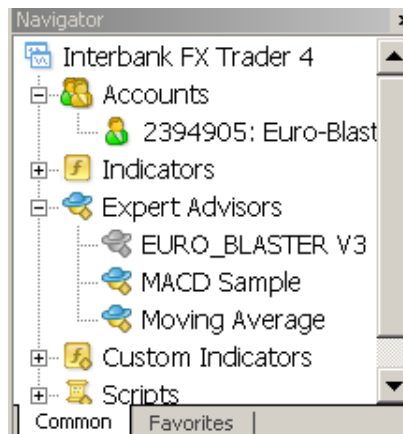 Navigator
Interbank FX Trader 4
Accounts
2394905: Euro-Blast
Indicators
Expert Advisors
EURO_BLASTER V3
MACD Sample
Moving Average
Custom Indicators
Scripts
Common Favorites